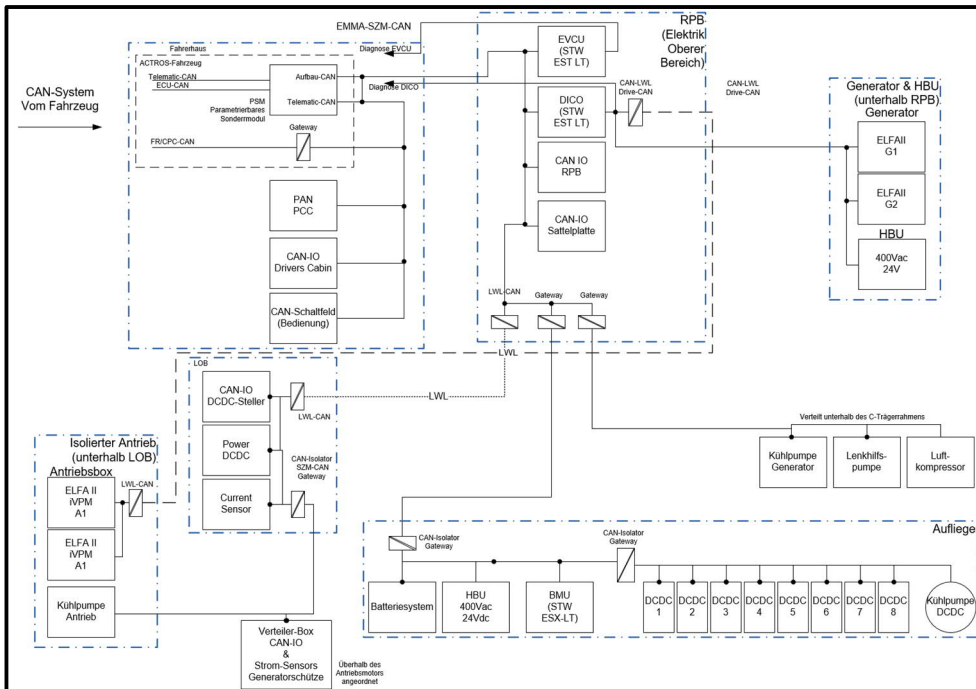 EMMA-SZM-CAN
CAN-System
Vom Fahrzeug
Fahrerhaus
ACTROS-Fahrzeug
Telematic-CAN
ECU-CAN
PSM
Parametrierbares
Sondermodul
Aufbau-CAN
Telematic-CAN
FR/CPC-CAN
Gateway
Diagnose EVCU
Diagnose DICO
PAN
PCC
CAN-IO
Drivers Cabin
CAN-Schaltfeld
(Bedienung)
RPB
(Elektrik
Oberer
Bereich)
EVCU
(STW
EST LT)
DICO
(STW
EST LT)
CAN-LWL
Drive-CAN
CAN-LWL
Drive-CAN
CAN IO
RPB
CAN-IO
Sattelplatte
LWL-CAN
Gateway
Gateway
Generator & HBU
(unterhalb RPB)
Generator
ELFAII
G1
ELFAII
G2
HBU
400Vac
24V
LWL
LWL
LOB
CAN-IO
DCDC-Steller
LWL-CAN
Power
DCDC
CAN-Isolator
SZM-CAN
Gateway
Current
Sensor
Isolierter Antrieb
(unterhalb LOB)
Antriebsbox
LWL-CAN
ELFA II
iVPM
A1
ELFA II
iVPM
A1
Kühlpumpe
Antrieb
Verteiler-Box
CAN-IO
&
Strom-Sensors
Generatorschütze
Überhalb des
Antriebsmotors
angeordnet
Verteilt unterhalb des C-Trägerrahmens
Kühlpumpe
Generator
Lenkhilfs-
pumpe
Luft-
kompressor
Aufliege
CAN-Isolator
Gateway
CAN-Isolator
Gateway
Batteriesystem
HBU
400Vac
24Vdc
BMU (STW
ESX-LT)
DCDC
1
DCDC
2
DCDC
3
DCDC
4
DCDC
5
DCDC
6
DCDC
7
DCDC
8
Kühlpumpe
DCDC